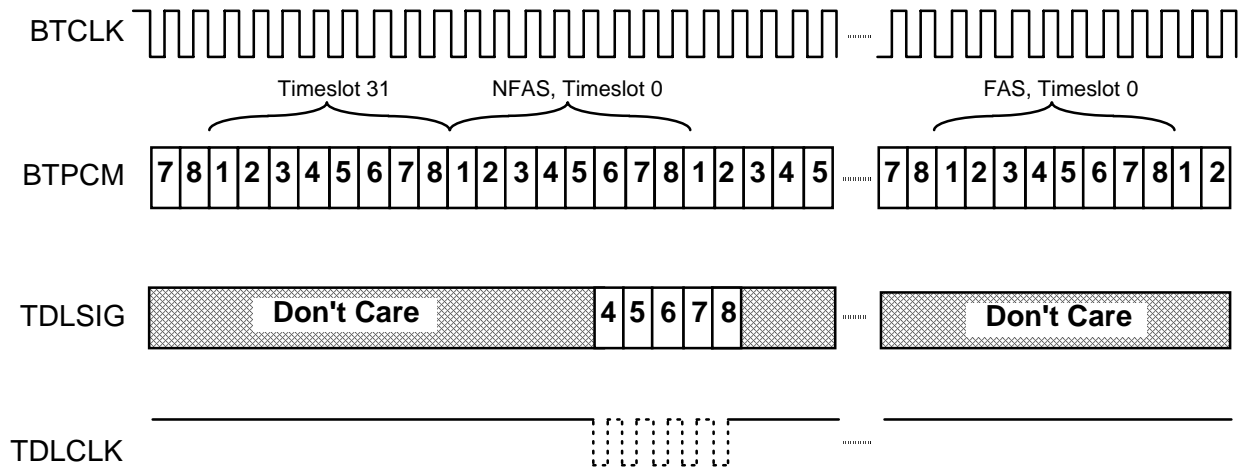 BTCLK
Timeslot 31 NFAS, Timeslot 0 FAS, Timeslot 0
BTPCM 7 8 1 2 3 4 5 6 7 8 1 2 3 4 5 6 7 8 1 2 3 4 5 7 8 1 2 3 4 5 6 7 8 1 2
TDLSIG Don't Care 4 5 6 7 8 Don't Care
TDLCLK